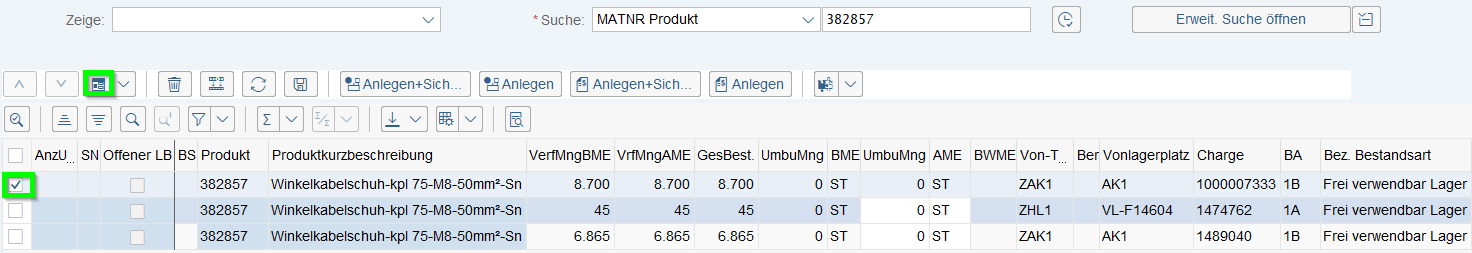 Zeige: *Suche: MATNR Produkt 382857 Erweit. Suche öffnen
Anlegen+Sich... Anlegen Anlegen+Sich... Anlegen
AnzU... SN Offener LB BS Produkt Produktkurzbeschreibung VerfMngBME VrfMngAME GesBest. UmbuMng BME UmbuMng AME BWME Von-T... Ber Vonlagerplatz Charge BA Bez. Bestandsart
382857 Winkelkabelschuh-kpl 75-M8-50mm²-Sn 8.700 8.700 8.700 0 ST 0 ST ZAK1 AK1 1000007333 1B Frei verwendbar Lager
382857 Winkelkabelschuh-kpl 75-M8-50mm²-Sn 45 45 45 0 ST 0 ST ZHL1 VL-F14604 1474762 1A Frei verwendbar Lager
382857 Winkelkabelschuh-kpl 75-M8-50mm²-Sn 6.865 6.865 6.865 0 ST 0 ST ZAK1 AK1 1489040 1B Frei verwendbar Lager